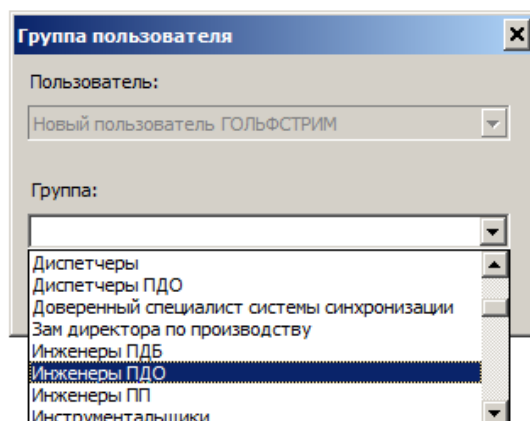 Группа пользователя
Пользователь:
Новый пользователь ГОЛЬФСТРИМ
Группа:
Диспетчеры
Диспетчеры ПДО
Доверенный специалист системы синхронизации
Зам директора по производству
Инженеры ПДБ
Инженеры ПДО
Инженеры ПП
Инструментальщики